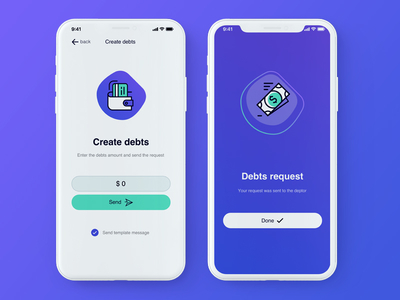 9:41
back
Create debts
Create debts
Enter the debts amount and send the request
$ 0
Send
Send template message
9:41
$
Debts request
Your request was sent to the deptor
Done